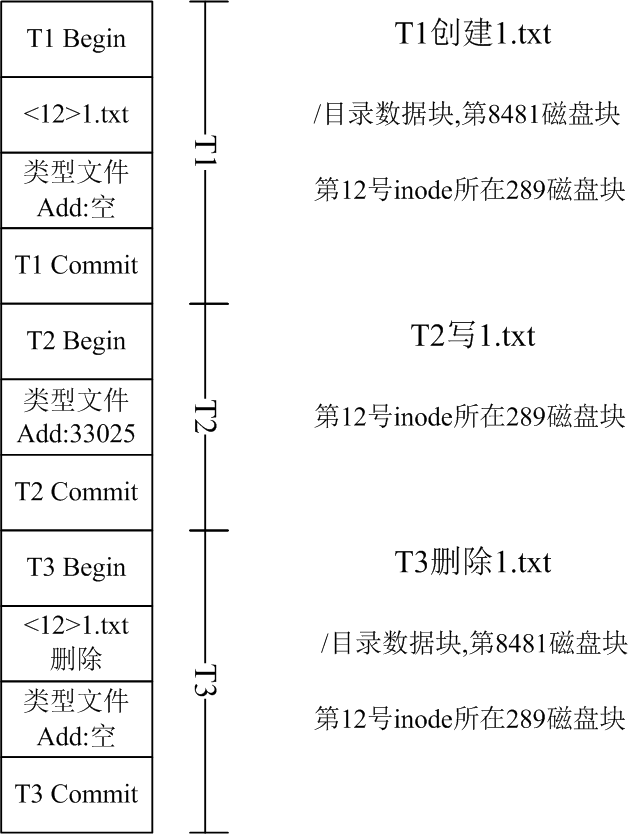 T1 Begin
T1创建1.txt
<12>1.txt
/目录数据块,第8481磁盘块
T1
类型文件
Add:空
第12号inode所在289磁盘块
T1 Commit
T2 Begin
T2写1.txt
类型文件
Add:33025
T2
第12号inode所在289磁盘块
T2 Commit
T3 Begin
T3删除1.txt
<12>1.txt
删除
/目录数据块,第8481磁盘块
T3
类型文件
Add:空
第12号inode所在289磁盘块
T3 Commit